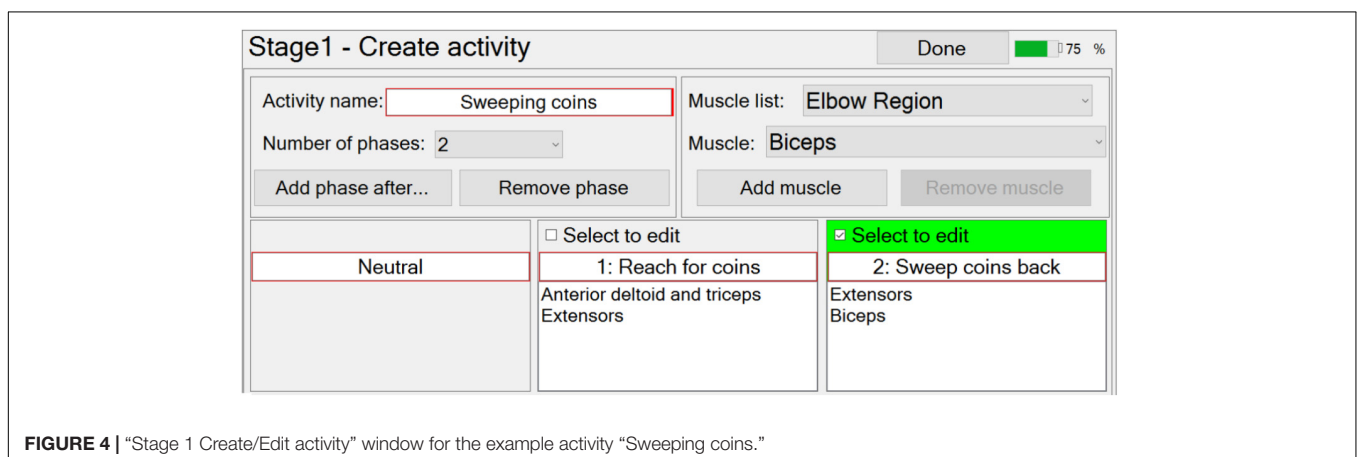 Stage1 - Create activity
Done
75 %
Activity name: Sweeping coins
Number of phases: 2
Add phase after...
Remove phase
Muscle list: Elbow Region
Muscle: Biceps
Add muscle
Remove muscle
Neutral
Select to edit
1: Reach for coins
Anterior deltoid and triceps
Extensors
Select to edit
2: Sweep coins back
Extensors
Biceps
FIGURE 4 | “Stage 1 Create/Edit activity” window for the example activity “Sweeping coins.”